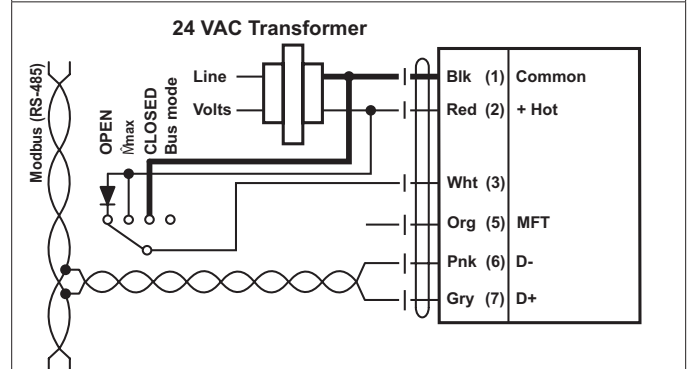 24 VAC Transformer
Line
Volts
Modbus (RS-485)
OPEN
V̇max
CLOSED
Bus mode
Blk (1) Common
Red (2) + Hot
Wht (3)
Org (5) MFT
Pnk (6) D-
Gry (7) D+